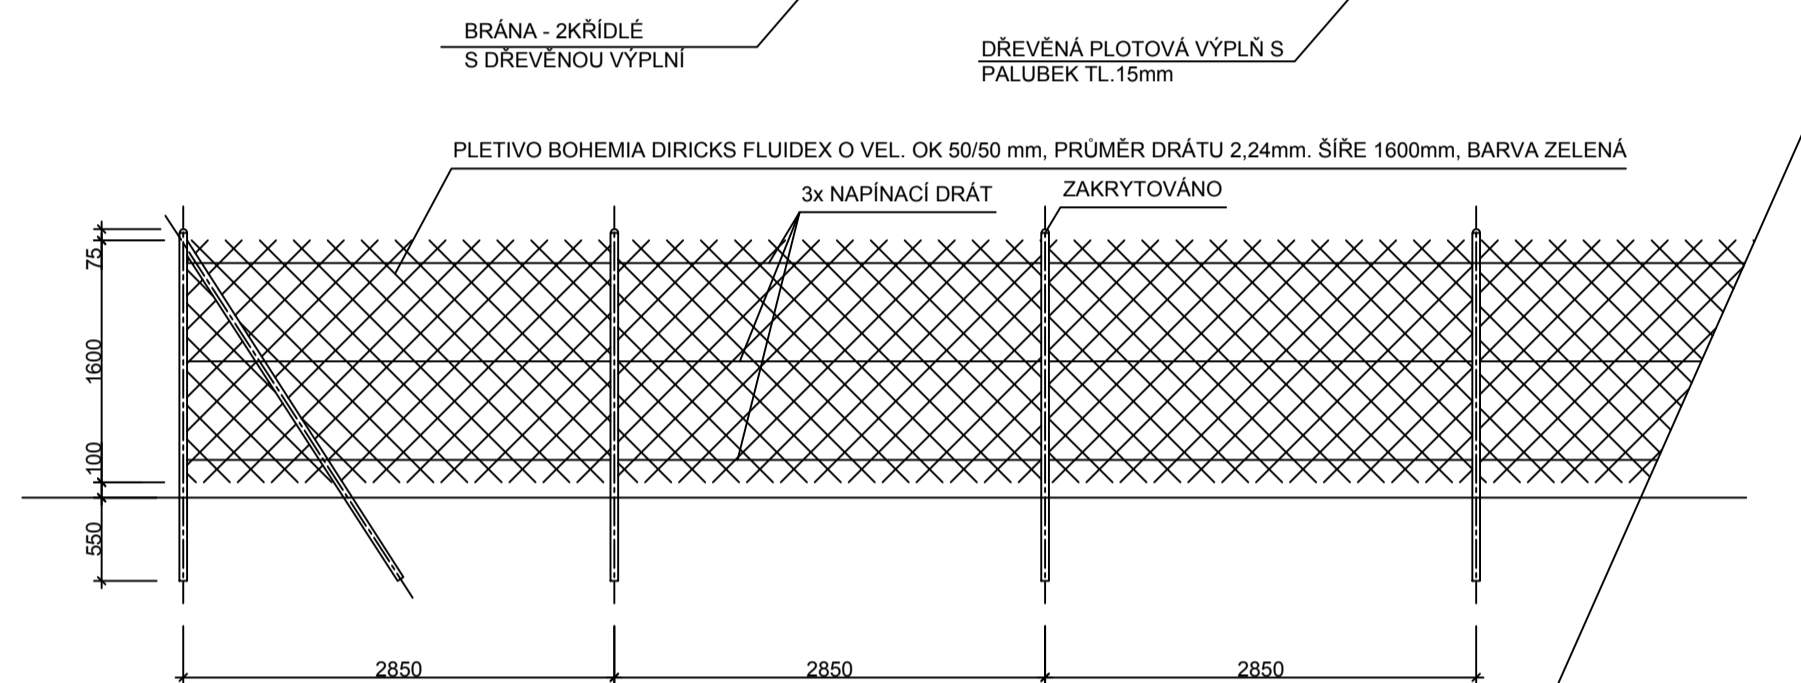 BRÁNA - 2KŘÍDLÉ
S DŘEVĚNOU VÝPLNÍ
DŘEVĚNÁ PLOTOVÁ VÝPLŇ S
PALUBEK TL.15mm
PLETIVO BOHEMIA DIRICKS FLUIDEX O VEL. OK 50/50 mm, PRŮMĚR DRÁTU 2,24mm. ŠÍŘE 1600mm, BARVA ZELENÁ
3x NAPÍNACÍ DRÁT
ZAKRYTOVÁNO
75
1600
100
550
2850
2850
2850